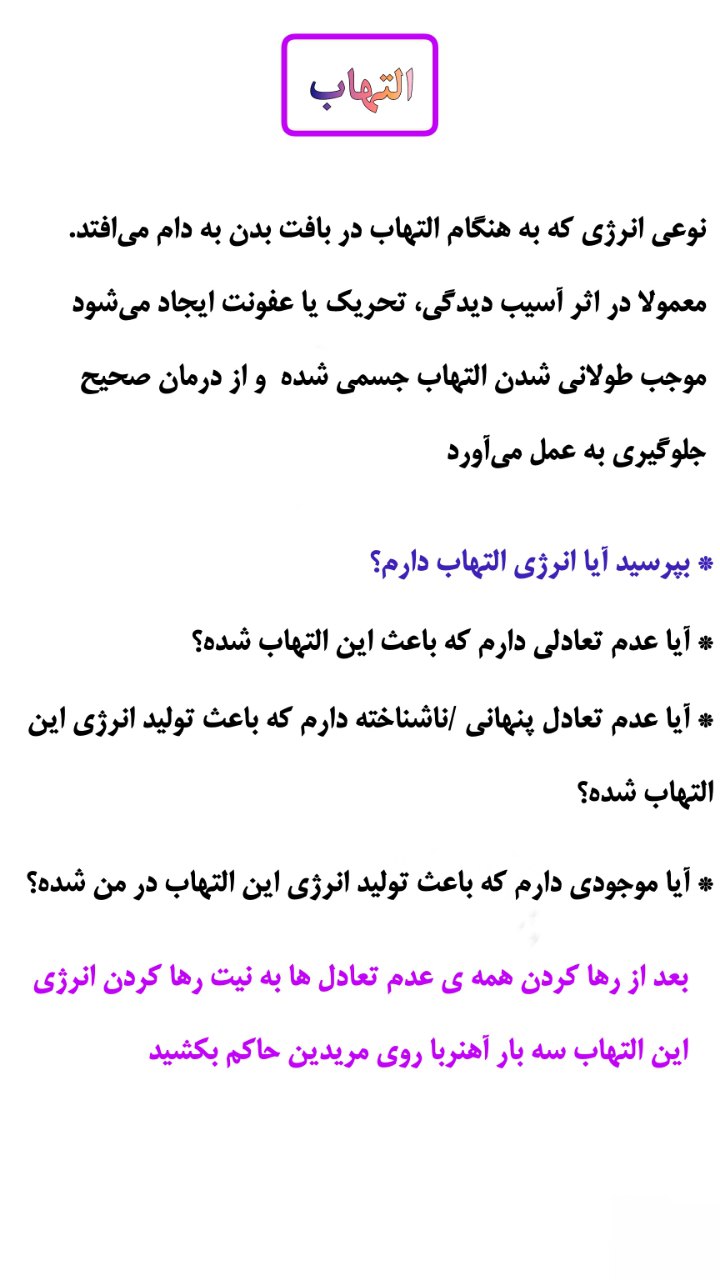 التهاب
نوعی انرژی که به هنگام التهاب در بافت بدن به دام می‌افتد.
معمولا در اثر آسیب دیدگی، تحریک یا عفونت ایجاد می‌شود
موجب طولانی شدن التهاب جسمی شده و از درمان صحیح
جلوگیری به عمل می‌آورد
* بپرسید آیا انرژی التهاب دارم؟
* آیا عدم تعادلی دارم که باعث این التهاب شده؟
* آیا عدم تعادل پنهانی /ناشناخته دارم که باعث تولید انرژی این
التهاب شده؟
* آیا موجودی دارم که باعث تولید انرژی این التهاب در من شده؟
بعد از رها کردن همه ی عدم تعادل ها به نیت رها کردن انرژی
این التهاب سه بار آهنربا روی مریدین حاکم بکشید